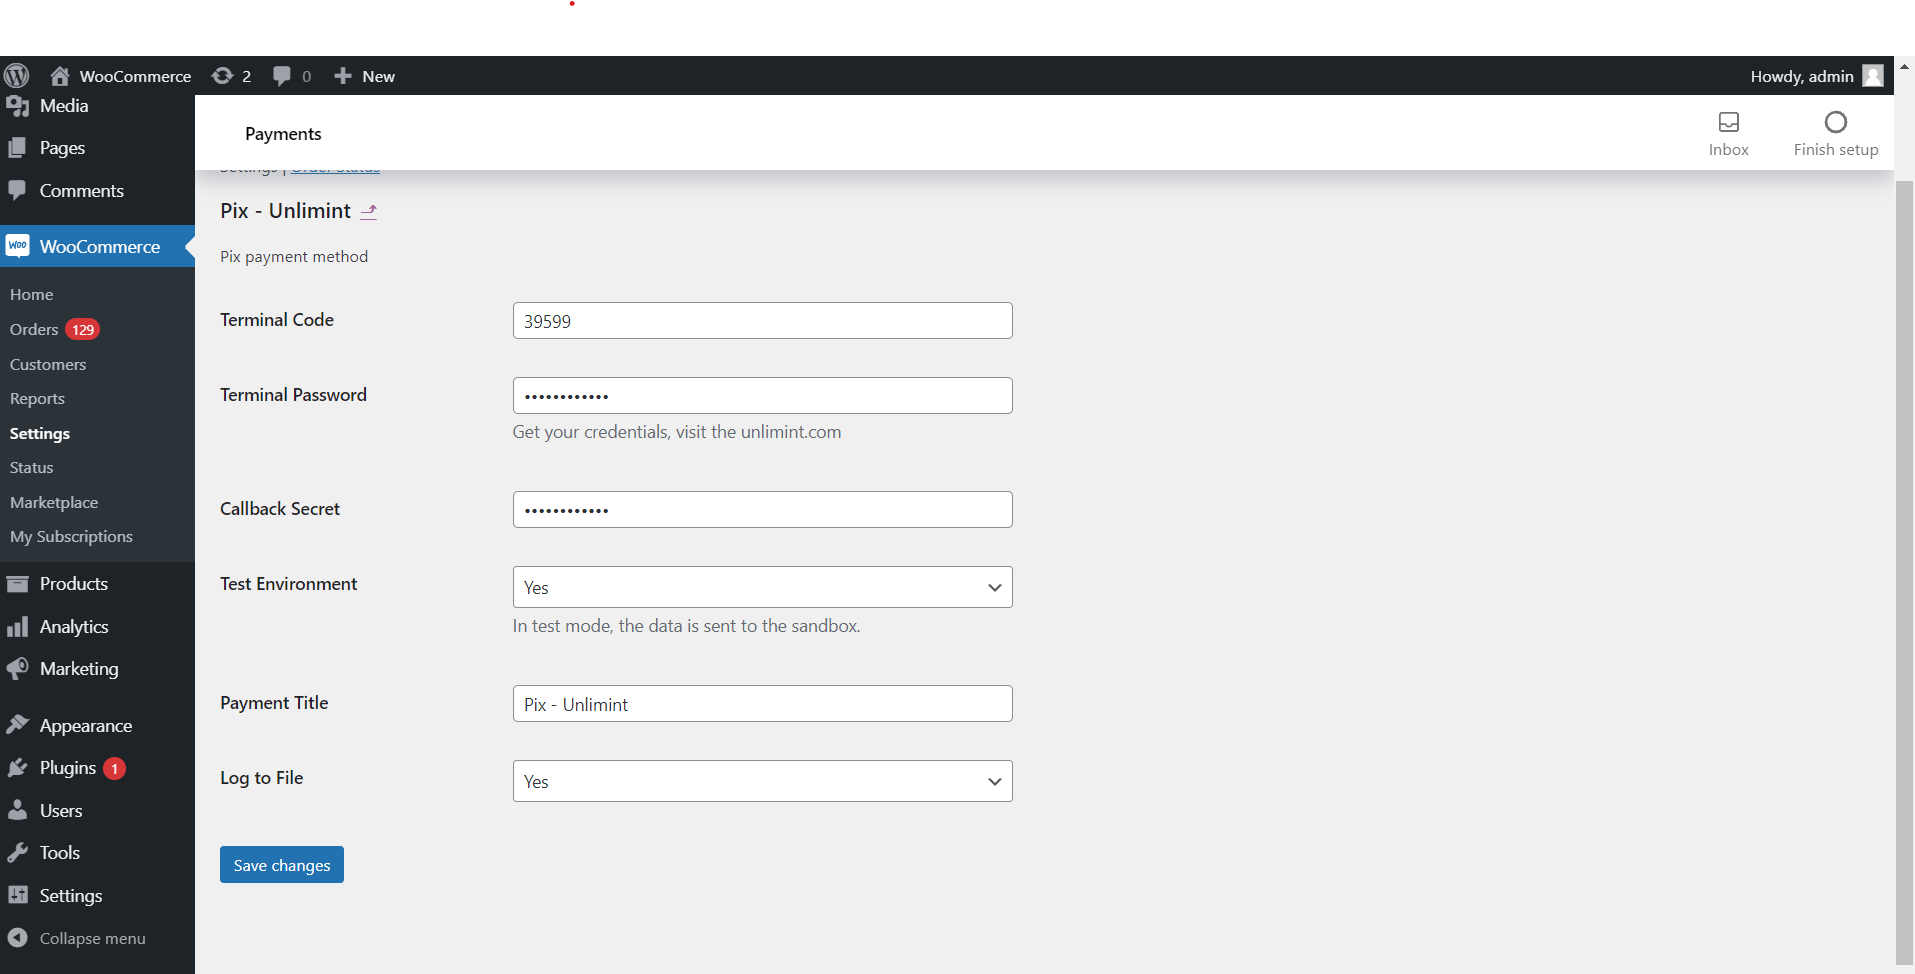 WooCommerce 2 0 New
Howdy, admin
Media
Pages
Comments
WooCommerce
Home
Orders 129
Customers
Reports
Settings
Status
Marketplace
My Subscriptions
Products
Analytics
Marketing
Appearance
Plugins 1
Users
Tools
Settings
Collapse menu
Payments
Inbox
Finish setup
Settings | Order Status
Pix - Unlimint
Pix payment method
Terminal Code
39599
Terminal Password
••••••••••••
Get your credentials, visit the unlimint.com
Callback Secret
••••••••••••
Test Environment
Yes
In test mode, the data is sent to the sandbox.
Payment Title
Pix - Unlimint
Log to File
Yes
Save changes